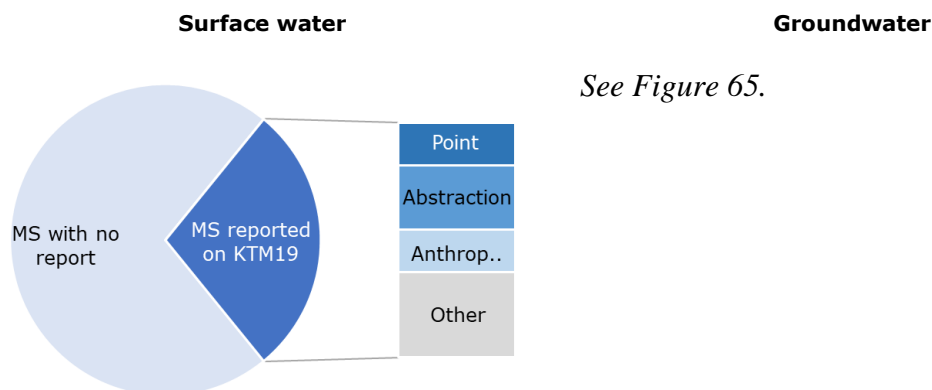 Surface water
Groundwater
See Figure 65.
Point
Abstraction
MS with no
report
MS reported
on KTM19
Anthrop..
Other